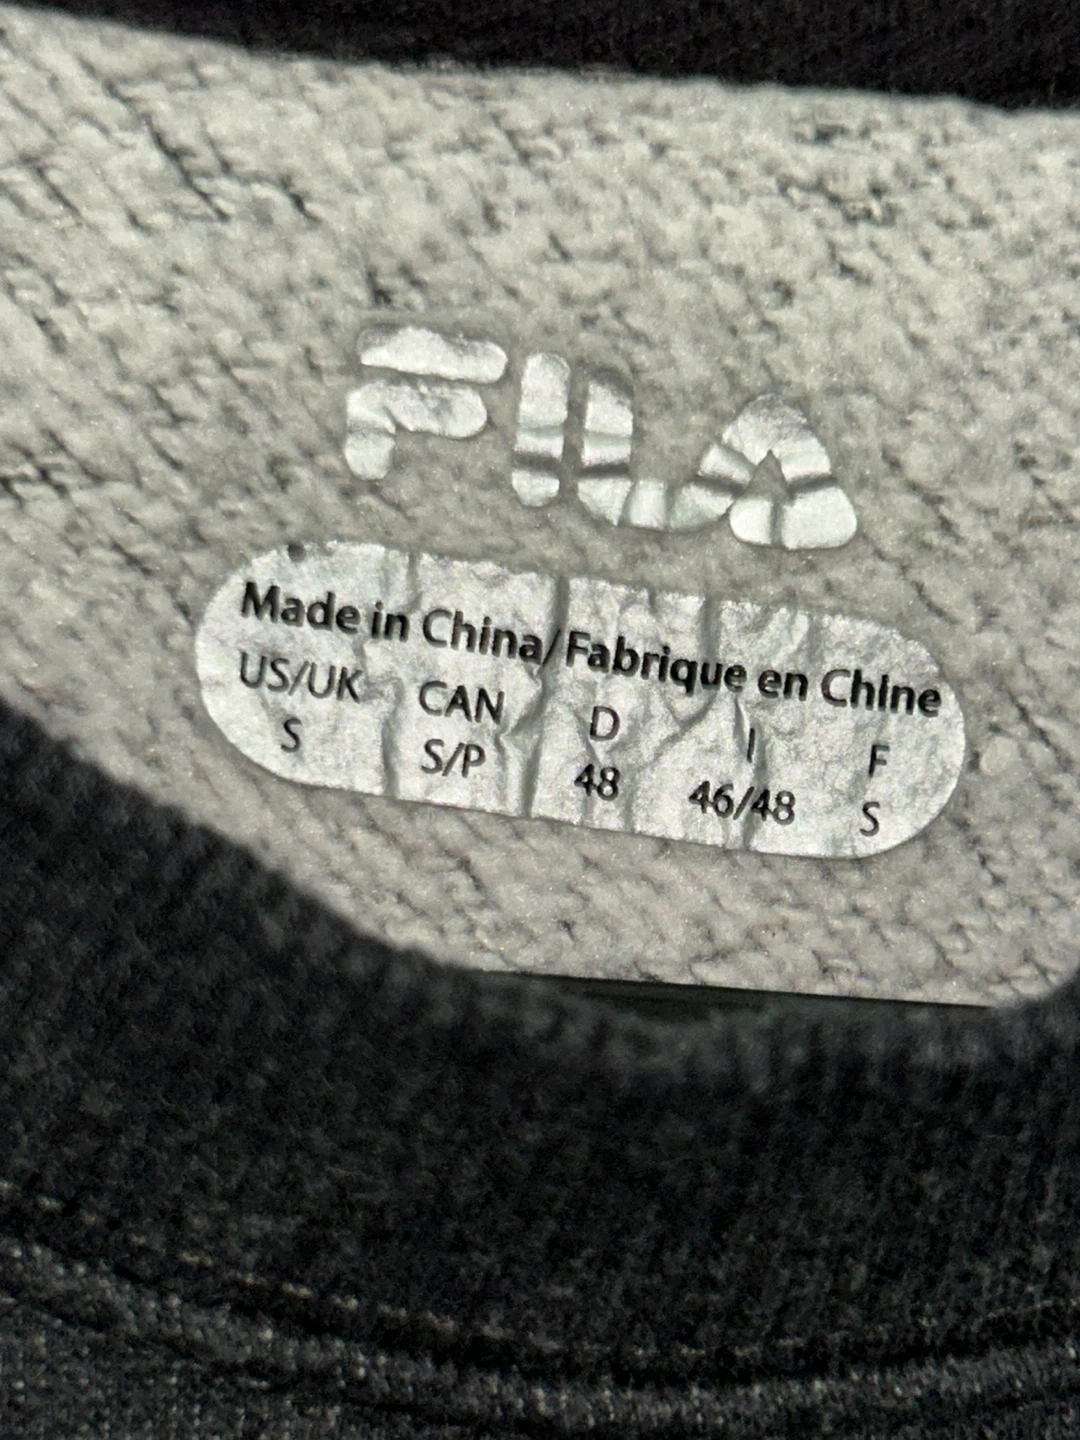 FILA
Made in China/Fabrique en Chine
US/UK CAN D I F
S S/P 48 46/48 S